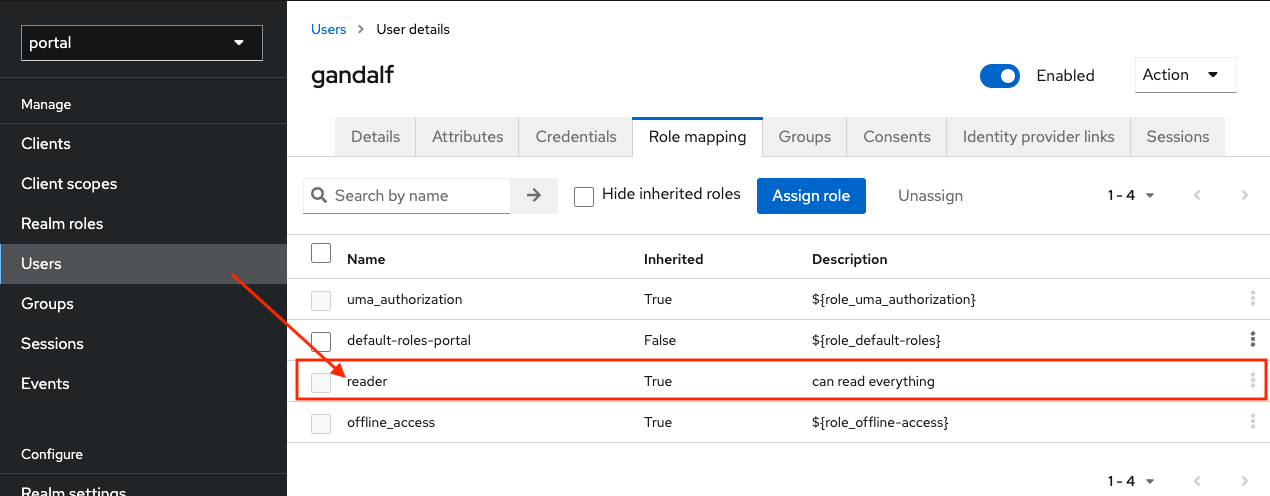 portal
Manage
Clients
Client scopes
Realm roles
Users
Groups
Sessions
Events
Configure
Realm settings
Users > User details
gandalf
Enabled
Action
Details Attributes Credentials Role mapping Groups Consents Identity provider links Sessions
Search by name Hide inherited roles Assign role Unassign 1 - 4
Name Inherited Description
uma_authorization True ${role_uma_authorization}
default-roles-portal False ${role_default-roles}
reader True can read everything
offline_access True ${role_offline-access}
1 - 4